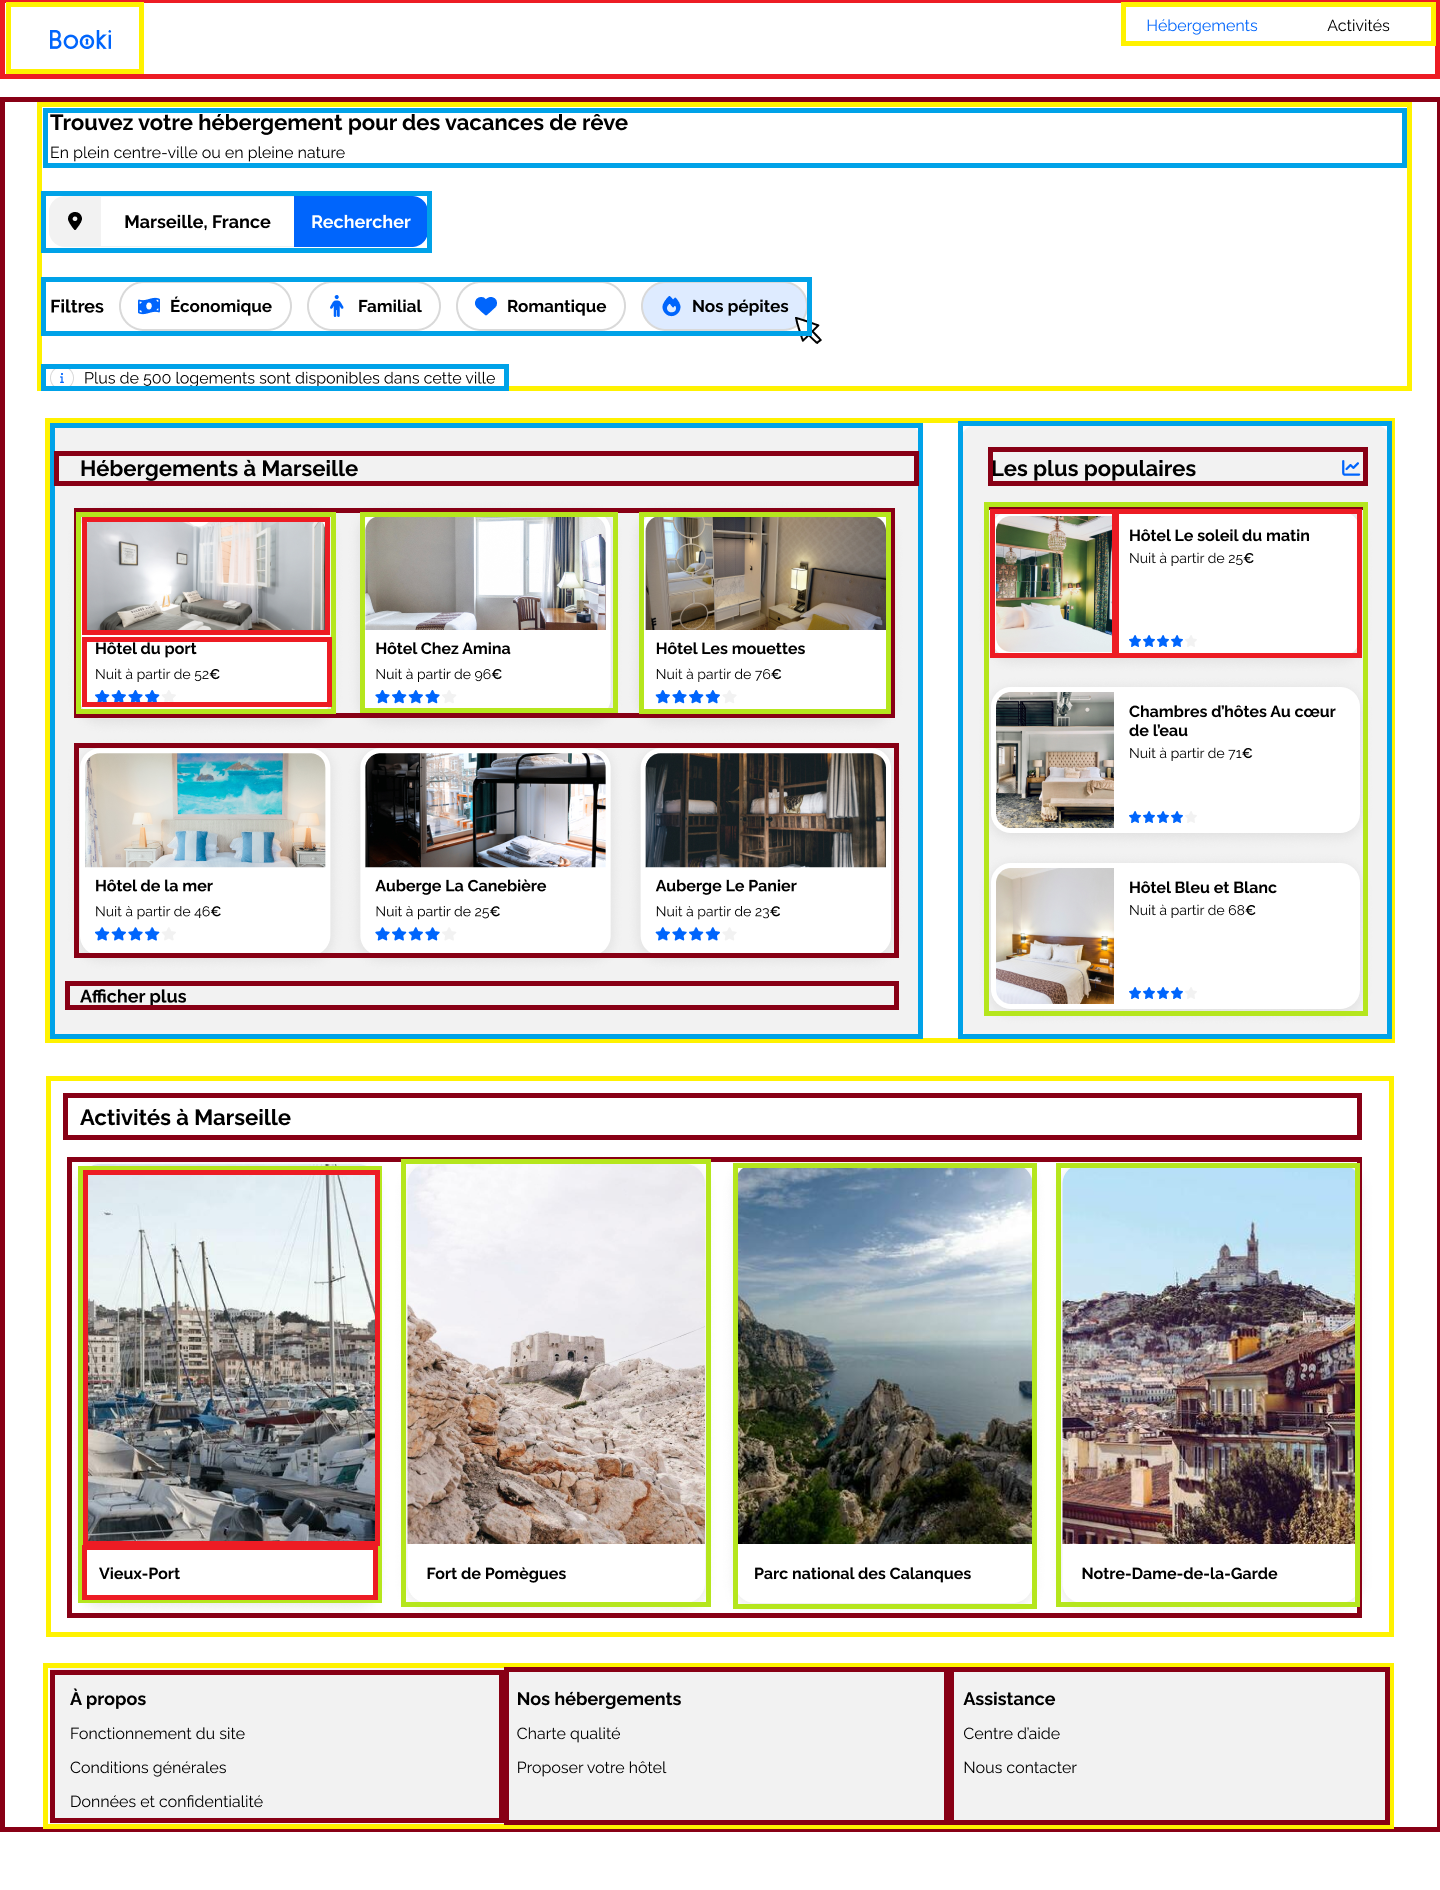 Booki
Hébergements
Activités
Trouvez votre hébergement pour des vacances de rêve
En plein centre-ville ou en pleine nature
Marseille, France
Rechercher
Filtres
Économique
Familial
Romantique
Nos pépites
Plus de 500 logements sont disponibles dans cette ville
Hébergements à Marseille
Hôtel du port
Nuit à partir de 52€
Hôtel Chez Amina
Nuit à partir de 96€
Hôtel Les mouettes
Nuit à partir de 76€
Hôtel de la mer
Nuit à partir de 46€
Auberge La Canebière
Nuit à partir de 25€
Auberge Le Panier
Nuit à partir de 23€
Afficher plus
Les plus populaires
Hôtel Le soleil du matin
Nuit à partir de 25€
Chambres d'hôtes Au cœur
de l'eau
Nuit à partir de 71€
Hôtel Bleu et Blanc
Nuit à partir de 68€
Activités à Marseille
Vieux-Port
Fort de Pomègues
Parc national des Calanques
Notre-Dame-de-la-Garde
À propos
Fonctionnement du site
Conditions générales
Données et confidentialité
Nos hébergements
Charte qualité
Proposer votre hôtel
Assistance
Centre d'aide
Nous contacter